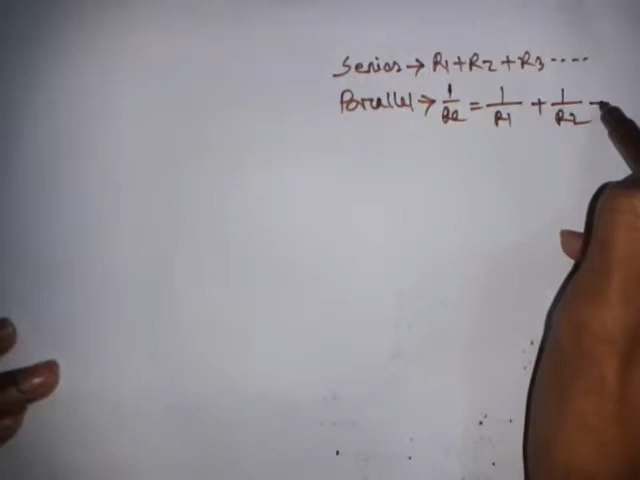 Series → R1 + R2 + R3 ....
Parallel → 1/Re = 1/R1 + 1/R2 -